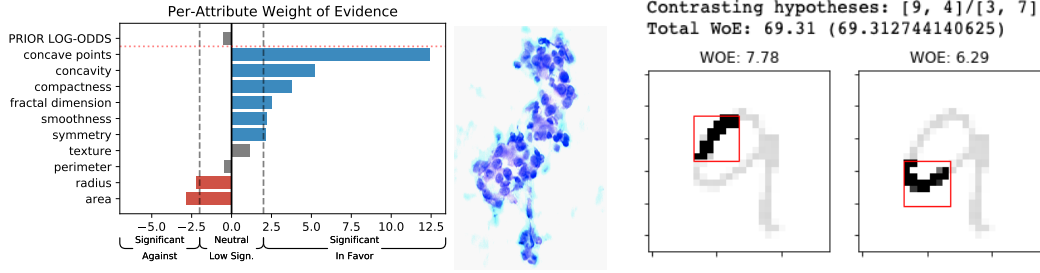 Per-Attribute Weight of Evidence
PRIOR LOG-ODDS
concave points
concavity
compactness
fractal dimension
smoothness
symmetry
texture
perimeter
radius
area
−5.0 −2.5 0.0 2.5 5.0 7.5 10.0 12.5
Significant Against
Neutral Low Sign.
Significant In Favor
Contrasting hypotheses: [9, 4]/[3, 7]
Total WoE: 69.31 (69.312744140625)
WOE: 7.78
WOE: 6.29